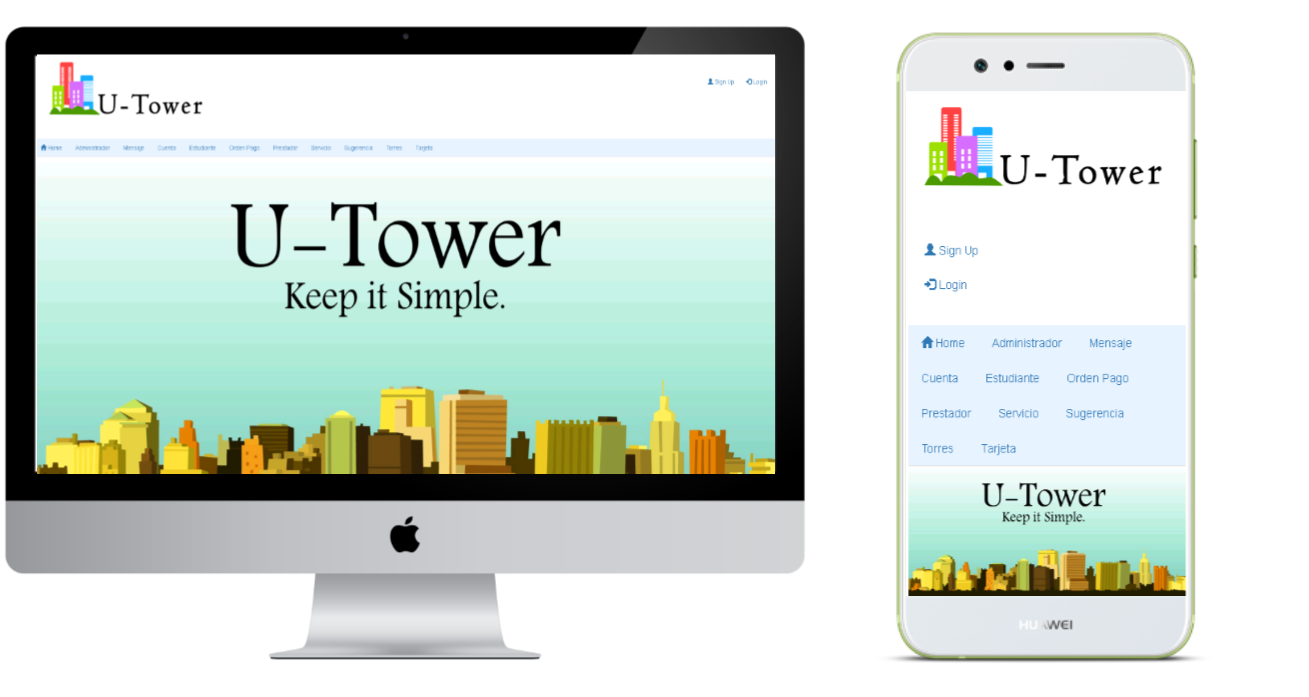 U-Tower
Sign Up Login
Home Administrador Mensaje Cuenta Estudiante Orden Pago Prestador Servicio Sugerencia Torres Tarjeta
U-Tower
Keep it Simple.
U-Tower
Sign Up
Login
Home Administrador Mensaje
Cuenta Estudiante Orden Pago
Prestador Servicio Sugerencia
Torres Tarjeta
U-Tower
Keep it Simple.
HUAWEI